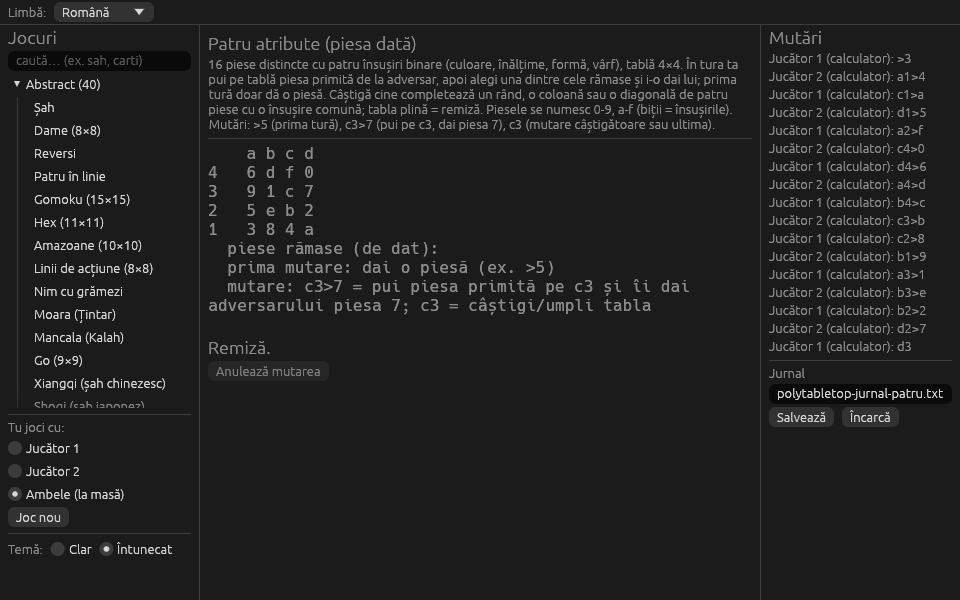 Limbă: Română
Jocuri
caută… (ex. sah, carti)
Abstract (40)
Șah
Dame (8×8)
Reversi
Patru în linie
Gomoku (15×15)
Hex (11×11)
Amazoane (10×10)
Linii de acțiune (8×8)
Nim cu grămezi
Moara (Țintar)
Mancala (Kalah)
Go (9×9)
Xiangqi (șah chinezesc)
Shogi (șah japonez)
Tu joci cu:
Jucător 1
Jucător 2
Ambele (la masă)
Joc nou
Temă: Clar Întunecat
Patru atribute (piesa dată)
16 piese distincte cu patru însușiri binare (culoare, înălțime, formă, vârf), tablă 4×4. În tura ta
pui pe tablă piesa primită de la adversar, apoi alegi una dintre cele rămase și i-o dai lui; prima
tură doar dă o piesă. Câștigă cine completează un rând, o coloană sau o diagonală de patru
piese cu o însușire comună; tabla plină = remiză. Piesele se numesc 0-9, a-f (biții = însușirile).
Mutări: >5 (prima tură), c3>7 (pui pe c3, dai piesa 7), c3 (mutare câștigătoare sau ultima).
a b c d
4 6 d f 0
3 9 1 c 7
2 5 e b 2
1 3 8 4 a
piese rămase (de dat):
prima mutare: dai o piesă (ex. >5)
mutare: c3>7 = pui piesa primită pe c3 și îi dai
adversarului piesa 7; c3 = câștigi/umpli tabla
Remiză.
Anulează mutarea
Mutări
Jucător 1 (calculator): >3
Jucător 2 (calculator): a1>4
Jucător 1 (calculator): c1>a
Jucător 2 (calculator): d1>5
Jucător 1 (calculator): a2>f
Jucător 2 (calculator): c4>0
Jucător 1 (calculator): d4>6
Jucător 2 (calculator): a4>d
Jucător 1 (calculator): b4>c
Jucător 2 (calculator): c3>b
Jucător 1 (calculator): c2>8
Jucător 2 (calculator): b1>9
Jucător 1 (calculator): a3>1
Jucător 2 (calculator): b3>e
Jucător 1 (calculator): b2>2
Jucător 2 (calculator): d2>7
Jucător 1 (calculator): d3
Jurnal
polytabletop-jurnal-patru.txt
Salvează Încarcă